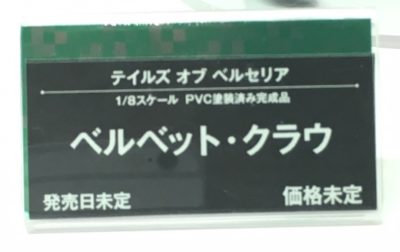 テイルズ オブ ベルセリア
1/8スケール PVC塗装済み完成品
ベルベット・クラウ
発売日未定 価格未定